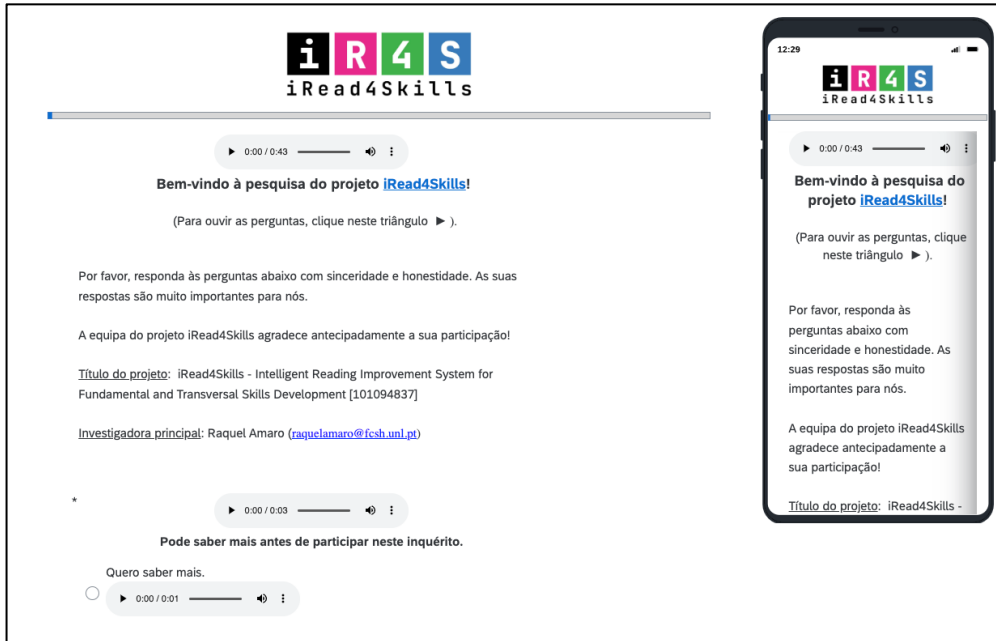 iR4S
iRead4Skills
0:00 / 0:43
Bem-vindo à pesquisa do projeto iRead4Skills!
(Para ouvir as perguntas, clique neste triângulo ► ).
Por favor, responda às perguntas abaixo com sinceridade e honestidade. As suas
respostas são muito importantes para nós.
A equipa do projeto iRead4Skills agradece antecipadamente a sua participação!
Título do projeto: iRead4Skills - Intelligent Reading Improvement System for
Fundamental and Transversal Skills Development [101094837]
Investigadora principal: Raquel Amaro (raquelamaro@fcsh.unl.pt)
*
0:00 / 0:03
Pode saber mais antes de participar neste inquérito.
Quero saber mais.
0:00 / 0:01
12:29
iR4S
iRead4Skills
0:00 / 0:43
Bem-vindo à pesquisa do
projeto iRead4Skills!
(Para ouvir as perguntas, clique
neste triângulo ► ).
Por favor, responda às
perguntas abaixo com
sinceridade e honestidade. As
suas respostas são muito
importantes para nós.
A equipa do projeto iRead4Skills
agradece antecipadamente a
sua participação!
Título do projeto: iRead4Skills -